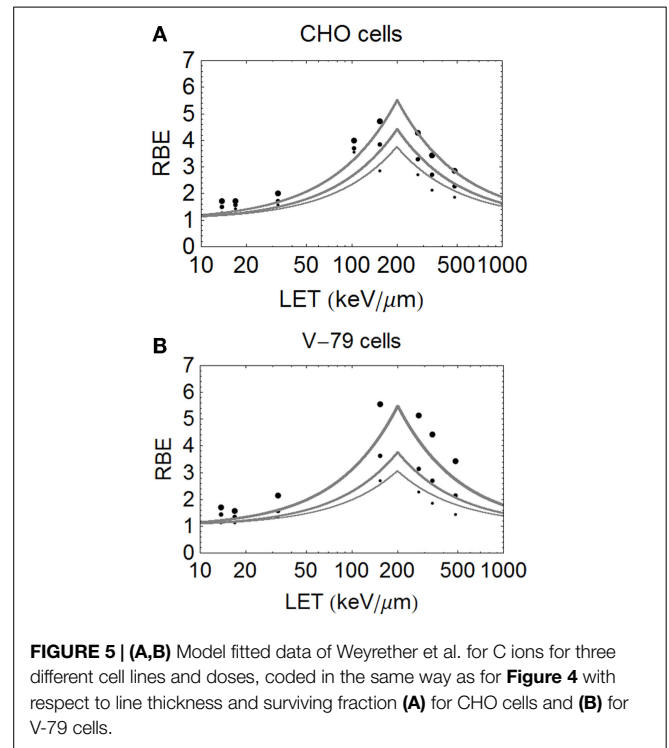 A
CHO cells
7
6
5
4
3
2
1
0
RBE
10 20 50 100 200 5001000
LET (keV/μm)
B
V–79 cells
7
6
5
4
3
2
1
0
RBE
10 20 50 100 200 500 1000
LET (keV/μm)
FIGURE 5 | (A,B) Model fitted data of Weyrether et al. for C ions for three
different cell lines and doses, coded in the same way as for Figure 4 with
respect to line thickness and surviving fraction (A) for CHO cells and (B) for
V-79 cells.